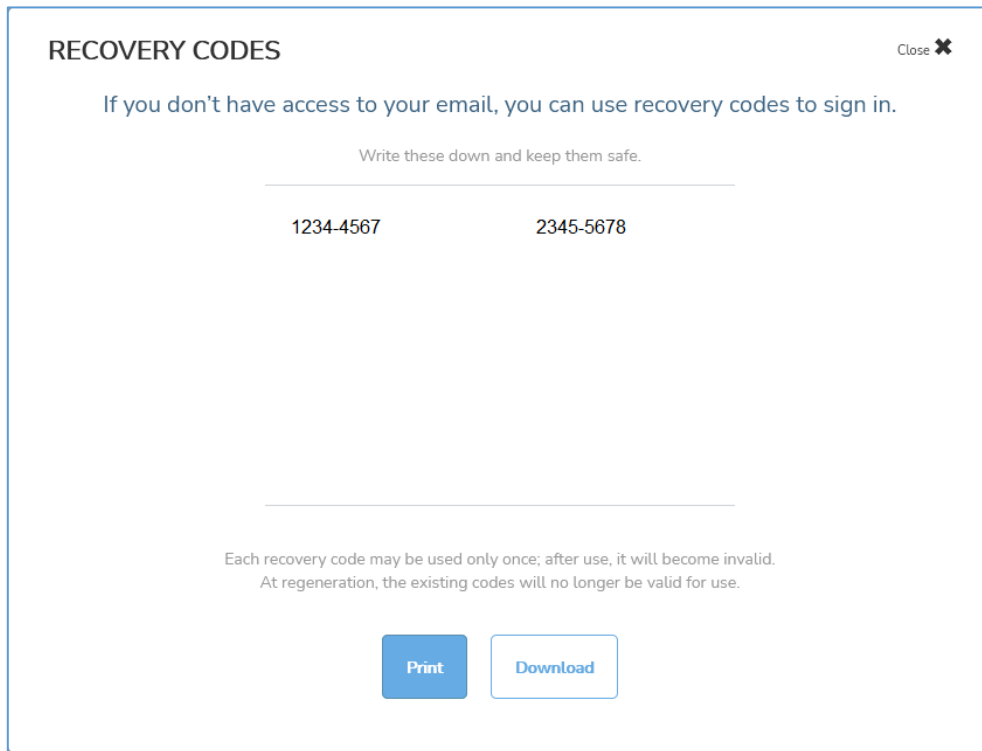 RECOVERY CODES
Close ✖
If you don't have access to your email, you can use recovery codes to sign in.
Write these down and keep them safe.
1234-4567 2345-5678
Each recovery code may be used only once; after use, it will become invalid.
At regeneration, the existing codes will no longer be valid for use.
Print Download